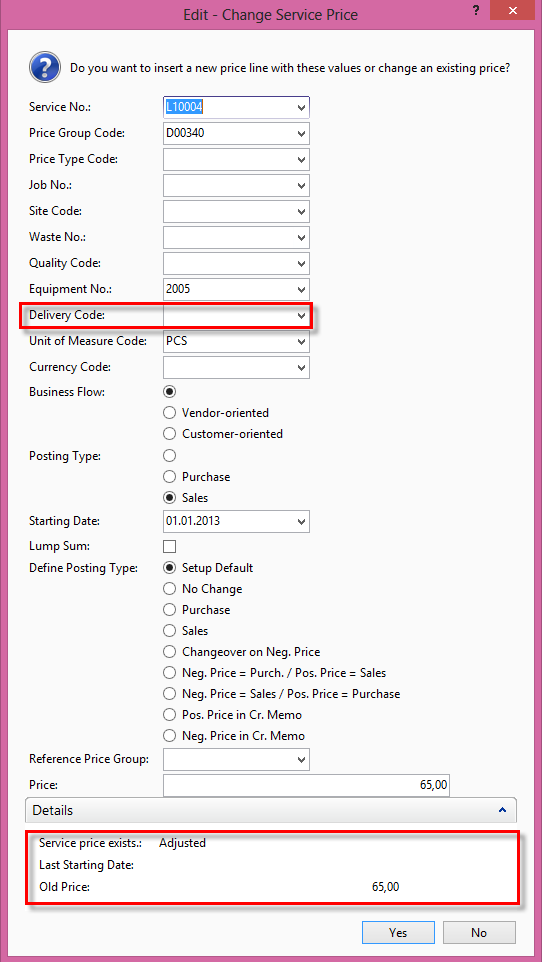 Edit - Change Service Price
?
Do you want to insert a new price line with these values or change an existing price?
Service No.: L10004
Price Group Code: D00340
Price Type Code:
Job No.:
Site Code:
Waste No.:
Quality Code:
Equipment No.: 2005
Delivery Code:
Unit of Measure Code: PCS
Currency Code:
Business Flow:
Vendor-oriented
Customer-oriented
Posting Type:
Purchase
Sales
Starting Date: 01.01.2013
Lump Sum:
Define Posting Type: Setup Default
No Change
Purchase
Sales
Changeover on Neg. Price
Neg. Price = Purch. / Pos. Price = Sales
Neg. Price = Sales / Pos. Price = Purchase
Pos. Price in Cr. Memo
Neg. Price in Cr. Memo
Reference Price Group:
Price: 65,00
Details
Service price exists.: Adjusted
Last Starting Date:
Old Price: 65,00
Yes No